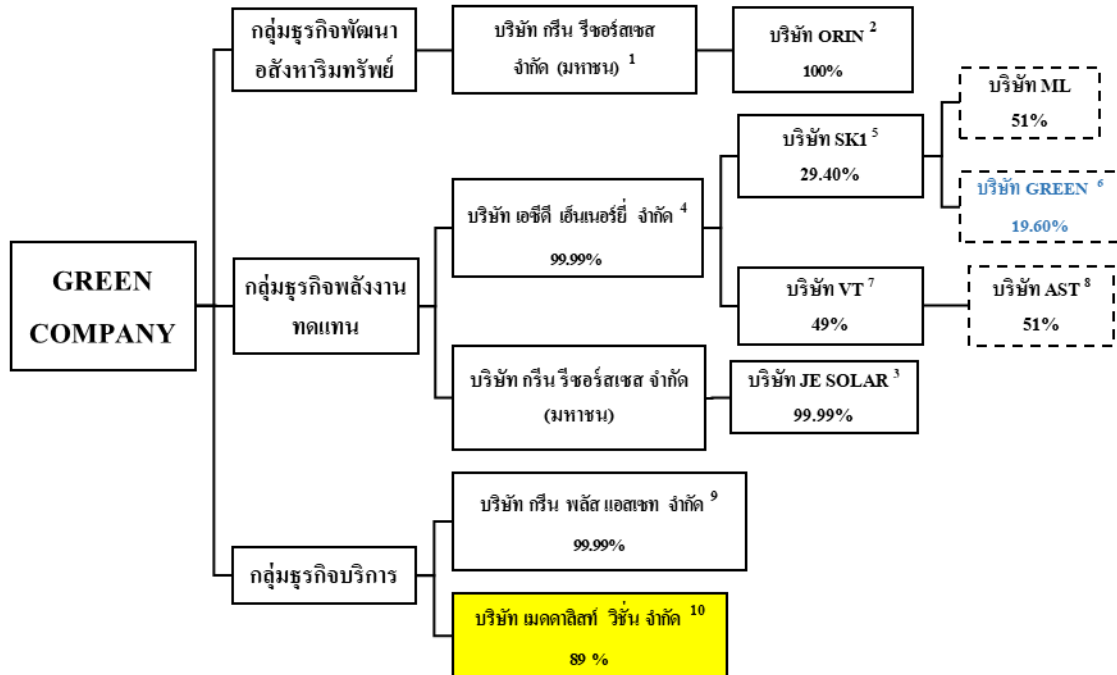 GREEN
COMPANY
กลุ่มธุรกิจพัฒนา
อสังหาริมทรัพย์
บริษัท กรีน รีซอร์สเซส
จำกัด (มหาชน) 1
บริษัท ORIN 2
100%
กลุ่มธุรกิจพลังงาน
ทดแทน
บริษัท เอซีดี เอ็นเนอร์ยี่ จำกัด 4
99.99%
บริษัท SK1 5
29.40%
บริษัท ML
51%
บริษัท GREEN 6
19.60%
บริษัท VT 7
49%
บริษัท AST 8
51%
บริษัท กรีน รีซอร์สเซส จำกัด
(มหาชน)
บริษัท JE SOLAR 3
99.99%
กลุ่มธุรกิจบริการ
บริษัท กรีน พลัส แอสเซท จำกัด 9
99.99%
บริษัท เมดดาลิสท์ วิชั่น จำกัด 10
89 %